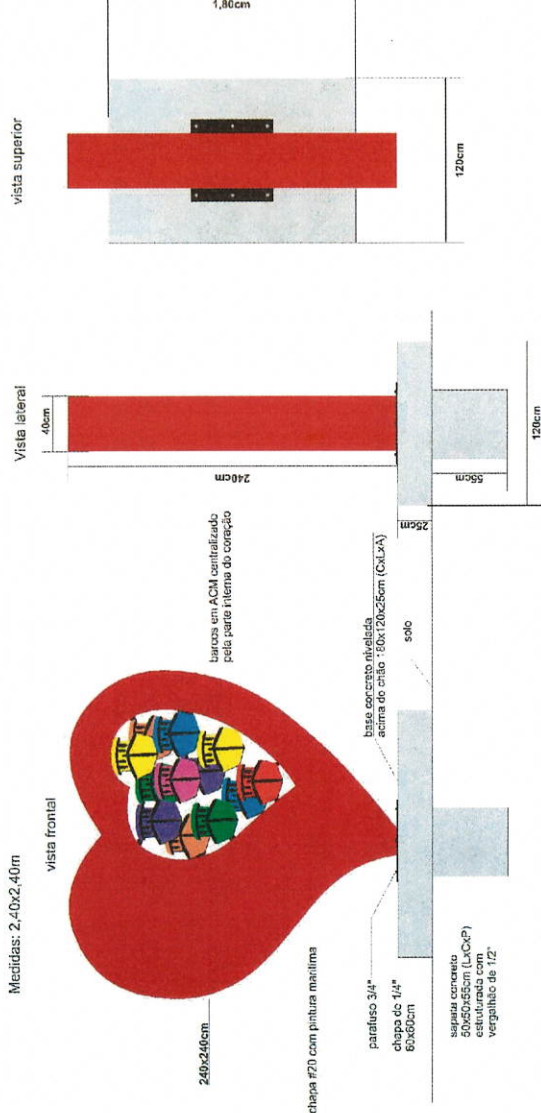 Medidas: 2,40x2,40m
vista frontal
240x240cm
chapa #20 com pintura marítima
barcos em ACM centralizado
pela parte interna do coração
parafuso 3/4"
chapa de 1/4"
60x60cm
base concreto nivelada
acima do chão 180x120x25cm (CxLxA)
solo
sapata concreto
50x50x55cm (LxCxP)
estruturada com
vergalhão de 1/2"
Vista lateral
40cm
240cm
25cm
55cm
120cm
vista superior
1,80cm
120cm